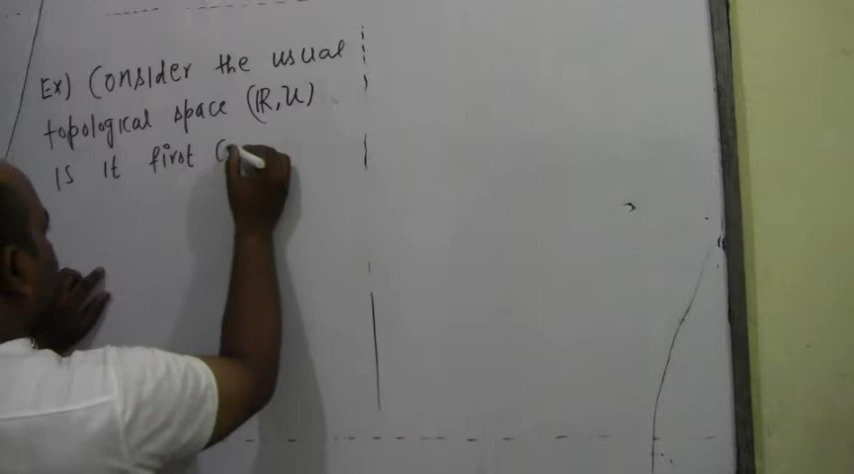 Ex) Consider the usual
topological space (R, U)
Is it first